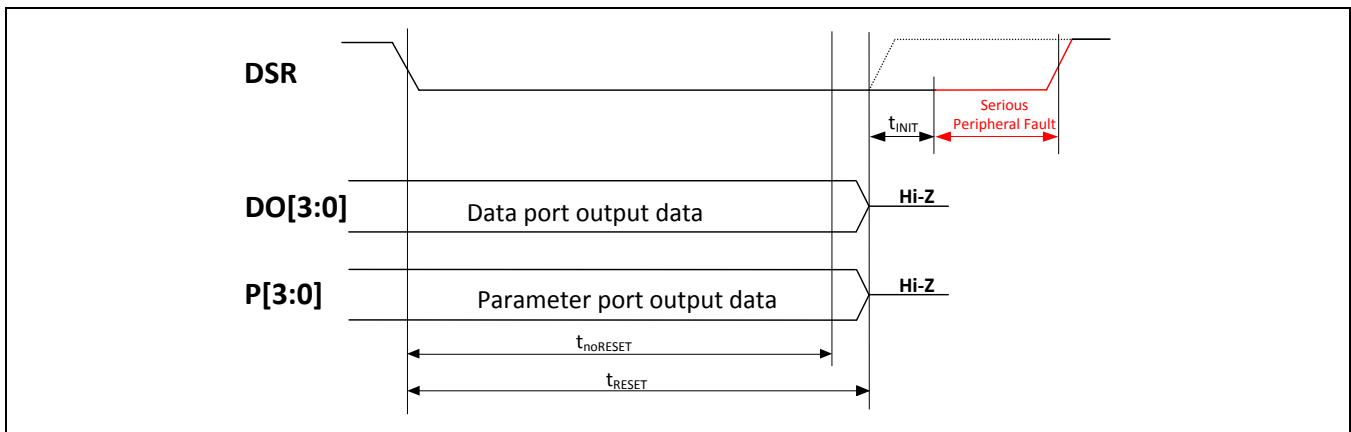 DSR
Serious
Peripheral Fault
tINIT
DO[3:0]
Data port output data
Hi-Z
P[3:0]
Parameter port output data
Hi-Z
tnoRESET
tRESET